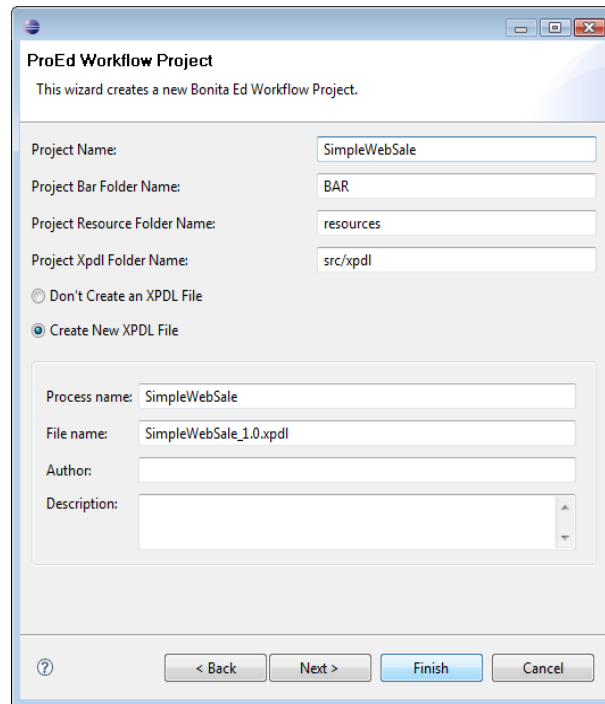 ProEd Workflow Project
This wizard creates a new Bonita Ed Workflow Project.
Project Name: SimpleWebSale
Project Bar Folder Name: BAR
Project Resource Folder Name: resources
Project Xpdl Folder Name: src/xpdl
Don't Create an XPDL File
Create New XPDL File
Process name: SimpleWebSale
File name: SimpleWebSale_1.0.xpdl
Author:
Description:
? < Back Next > Finish Cancel